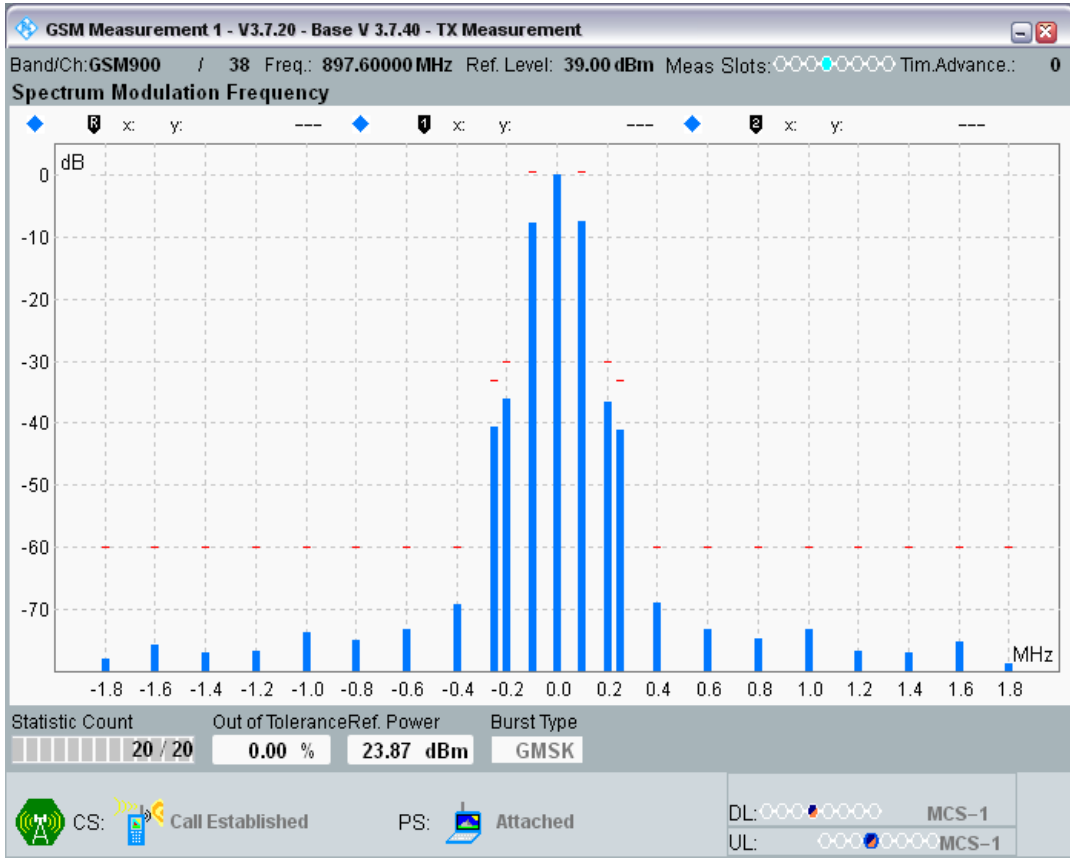 GSM Measurement 1 - V3.7.20 - Base V 3.7.40 - TX Measurement
Band/Ch:GSM900 / 38 Freq.: 897.60000 MHz Ref. Level: 39.00 dBm Meas Slots: Tim.Advance.: 0
Spectrum Modulation Frequency
R x: y: --- 1 x: y: --- 2 x: y: ---
dB
0
-10
-20
-30
-40
-50
-60
-70
MHz
-1.8 -1.6 -1.4 -1.2 -1.0 -0.8 -0.6 -0.4 -0.2 0.0 0.2 0.4 0.6 0.8 1.0 1.2 1.4 1.6 1.8
Statistic Count Out of Tolerance Ref. Power Burst Type
20 / 20 0.00 % 23.87 dBm GMSK
CS: Call Established PS: Attached
DL: MCS-1
UL: MCS-1